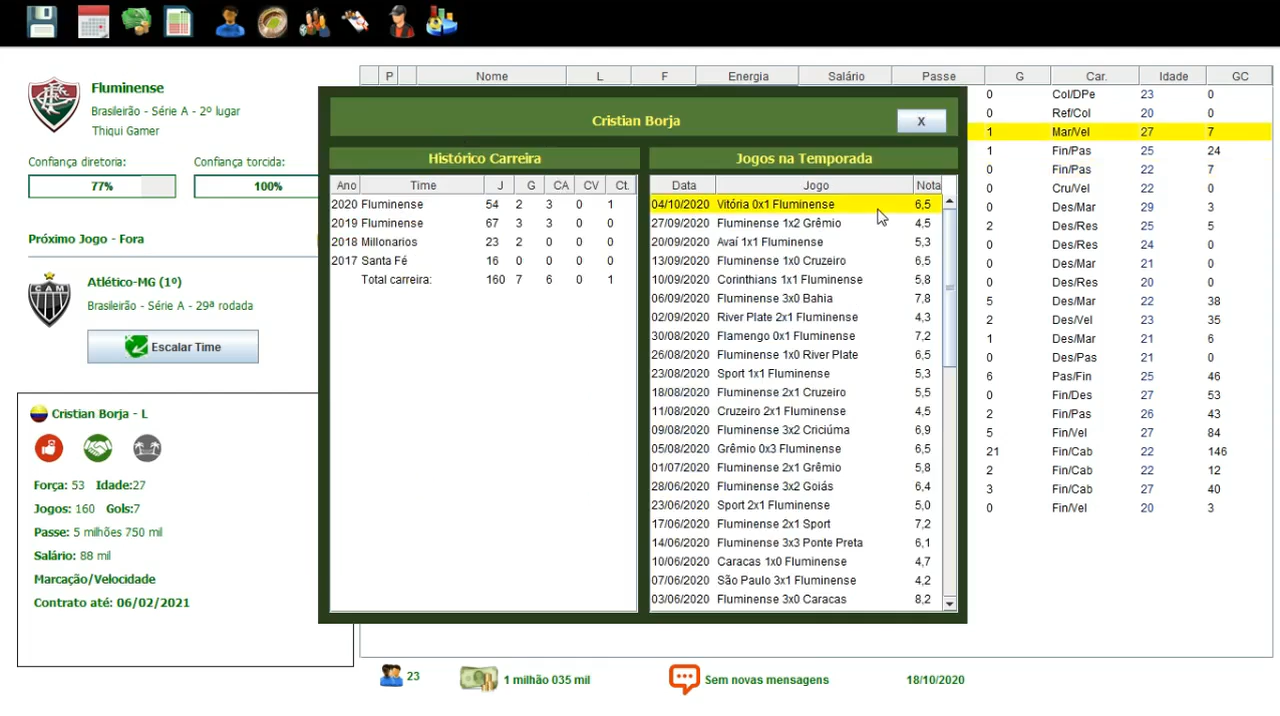 Fluminense
Brasileirão - Série A - 2º lugar
Thiqui Gamer
Confiança diretoria:
Confiança torcida:
77%
100%
Próximo Jogo - Fora
Atlético-MG (1º)
Brasileirão - Série A - 29ª rodada
Escalar Time
Cristian Borja - L
Força: 53 Idade:27
Jogos: 160 Gols:7
Passe: 5 milhões 750 mil
Salário: 88 mil
Marcação/Velocidade
Contrato até: 06/02/2021
Cristian Borja
X
Histórico Carreira
Ano Time J G CA CV Ct.
2020 Fluminense 54 2 3 0 1
2019 Fluminense 67 3 3 0 0
2018 Millonarios 23 2 0 0 0
2017 Santa Fé 16 0 0 0 0
Total carreira: 160 7 6 0 1
Jogos na Temporada
Data Jogo Nota
04/10/2020 Vitória 0x1 Fluminense 6,5
27/09/2020 Fluminense 1x2 Grêmio 4,5
20/09/2020 Avaí 1x1 Fluminense 5,3
13/09/2020 Fluminense 1x0 Cruzeiro 6,5
10/09/2020 Corinthians 1x1 Fluminense 5,8
06/09/2020 Fluminense 3x0 Bahia 7,8
02/09/2020 River Plate 2x1 Fluminense 4,3
30/08/2020 Flamengo 0x1 Fluminense 7,2
26/08/2020 Fluminense 1x0 River Plate 6,5
23/08/2020 Sport 1x1 Fluminense 5,3
18/08/2020 Fluminense 2x1 Cruzeiro 5,5
11/08/2020 Cruzeiro 2x1 Fluminense 4,5
09/08/2020 Fluminense 3x2 Criciúma 6,9
05/08/2020 Grêmio 0x3 Fluminense 6,5
01/07/2020 Fluminense 2x1 Grêmio 5,8
28/06/2020 Fluminense 3x2 Goiás 6,4
23/06/2020 Sport 2x1 Fluminense 5,0
17/06/2020 Fluminense 2x1 Sport 7,2
14/06/2020 Fluminense 3x3 Ponte Preta 6,1
10/06/2020 Caracas 1x0 Fluminense 4,7
07/06/2020 São Paulo 3x1 Fluminense 4,2
03/06/2020 Fluminense 3x0 Caracas 8,2
P Nome L F Energia Salário Passe G Car. Idade GC
0 Col/DPe 23 0
0 Ref/Col 20 0
1 Mar/Vel 27 7
1 Fin/Pas 25 24
1 Fin/Pas 22 7
0 Cru/Vel 22 0
0 Des/Mar 29 3
2 Des/Res 25 5
0 Des/Res 24 0
0 Des/Mar 21 0
0 Des/Res 20 0
5 Des/Mar 22 38
2 Des/Vel 23 35
1 Des/Mar 21 6
0 Des/Pas 21 0
6 Pas/Fin 25 46
0 Fin/Des 27 53
2 Fin/Pas 26 43
5 Fin/Vel 27 84
21 Fin/Cab 22 146
2 Fin/Cab 22 12
3 Fin/Cab 27 40
0 Fin/Vel 20 3
23
1 milhão 035 mil
Sem novas mensagens
18/10/2020